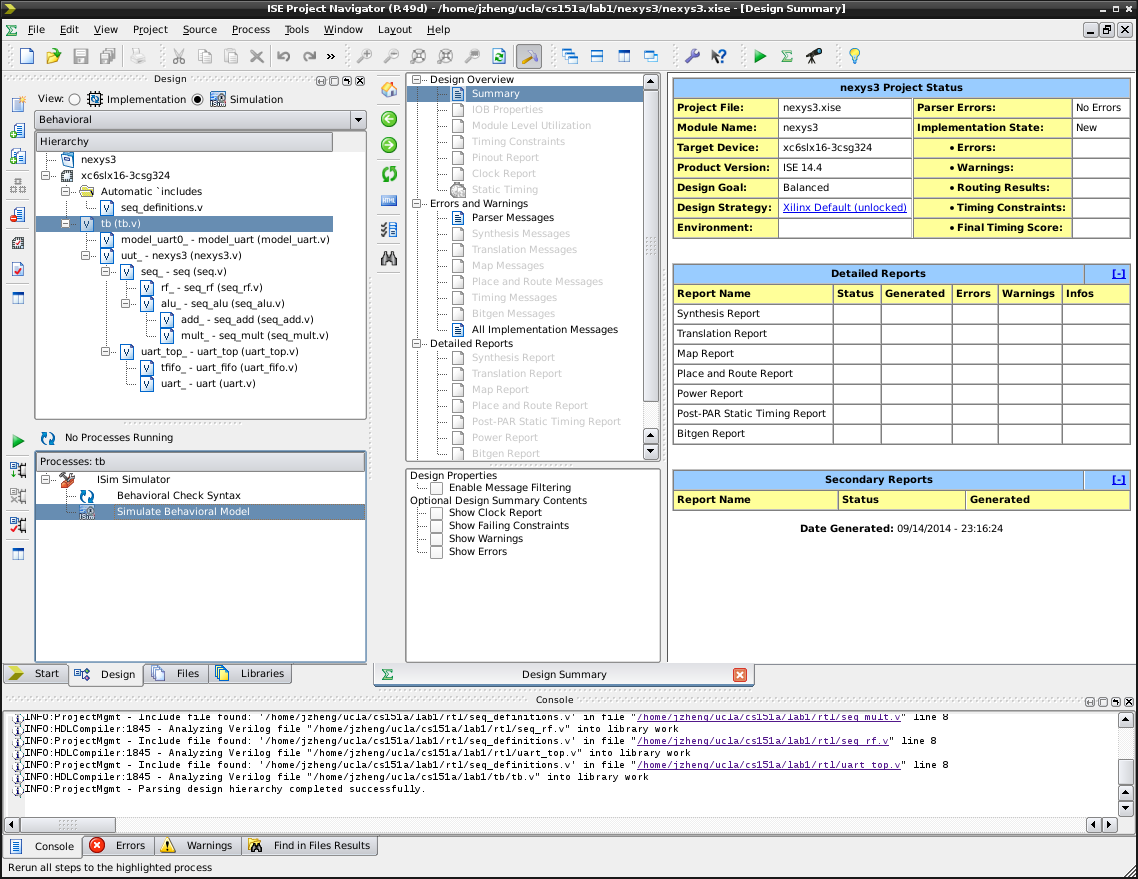 ISE Project Navigator (P.49d) - /home/jzheng/ucla/cs151a/lab1/nexys3/nexys3.xise - [Design Summary]
File Edit View Project Source Process Tools Window Layout Help
»
Design
View: Implementation Simulation
Behavioral
Hierarchy
nexys3
xc6slx16-3csg324
Automatic `includes
seq_definitions.v
tb (tb.v)
model_uart0_ - model_uart (model_uart.v)
uut_ - nexys3 (nexys3.v)
seq_ - seq (seq.v)
rf_ - seq_rf (seq_rf.v)
alu_ - seq_alu (seq_alu.v)
add_ - seq_add (seq_add.v)
mult_ - seq_mult (seq_mult.v)
uart_top_ - uart_top (uart_top.v)
tfifo_ - uart_fifo (uart_fifo.v)
uart_ - uart (uart.v)
No Processes Running
Processes: tb
ISim Simulator
Behavioral Check Syntax
Simulate Behavioral Model
Start Design Files Libraries
Design Overview
Summary
IOB Properties
Module Level Utilization
Timing Constraints
Pinout Report
Clock Report
Static Timing
Errors and Warnings
Parser Messages
Synthesis Messages
Translation Messages
Map Messages
Place and Route Messages
Timing Messages
Bitgen Messages
All Implementation Messages
Detailed Reports
Synthesis Report
Translation Report
Map Report
Place and Route Report
Post-PAR Static Timing Report
Power Report
Bitgen Report
Design Properties
Enable Message Filtering
Optional Design Summary Contents
Show Clock Report
Show Failing Constraints
Show Warnings
Show Errors
Design Summary
nexys3 Project Status
Project File: nexys3.xise Parser Errors: No Errors
Module Name: nexys3 Implementation State: New
Target Device: xc6slx16-3csg324 • Errors:
Product Version: ISE 14.4 • Warnings:
Design Goal: Balanced • Routing Results:
Design Strategy: Xilinx Default (unlocked) • Timing Constraints:
Environment: • Final Timing Score:
Detailed Reports [-]
Report Name Status Generated Errors Warnings Infos
Synthesis Report
Translation Report
Map Report
Place and Route Report
Power Report
Post-PAR Static Timing Report
Bitgen Report
Secondary Reports [-]
Report Name Status Generated
Date Generated: 09/14/2014 - 23:16:24
Console
INFO:ProjectMgmt - Include file found: '/home/jzheng/ucla/cs151a/lab1/rtl/seq_definitions.v' in file "/home/jzheng/ucla/cs151a/lab1/rtl/seq_mult.v" line 8
INFO:HDLCompiler:1845 - Analyzing Verilog file "/home/jzheng/ucla/cs151a/lab1/rtl/seq_rf.v" into library work
INFO:ProjectMgmt - Include file found: '/home/jzheng/ucla/cs151a/lab1/rtl/seq_definitions.v' in file "/home/jzheng/ucla/cs151a/lab1/rtl/seq_rf.v" line 8
INFO:HDLCompiler:1845 - Analyzing Verilog file "/home/jzheng/ucla/cs151a/lab1/rtl/uart_top.v" into library work
INFO:ProjectMgmt - Include file found: '/home/jzheng/ucla/cs151a/lab1/rtl/seq_definitions.v' in file "/home/jzheng/ucla/cs151a/lab1/rtl/uart_top.v" line 8
INFO:HDLCompiler:1845 - Analyzing Verilog file "/home/jzheng/ucla/cs151a/lab1/tb/tb.v" into library work
INFO:ProjectMgmt - Parsing design hierarchy completed successfully.
Console Errors Warnings Find in Files Results
Rerun all steps to the highlighted process